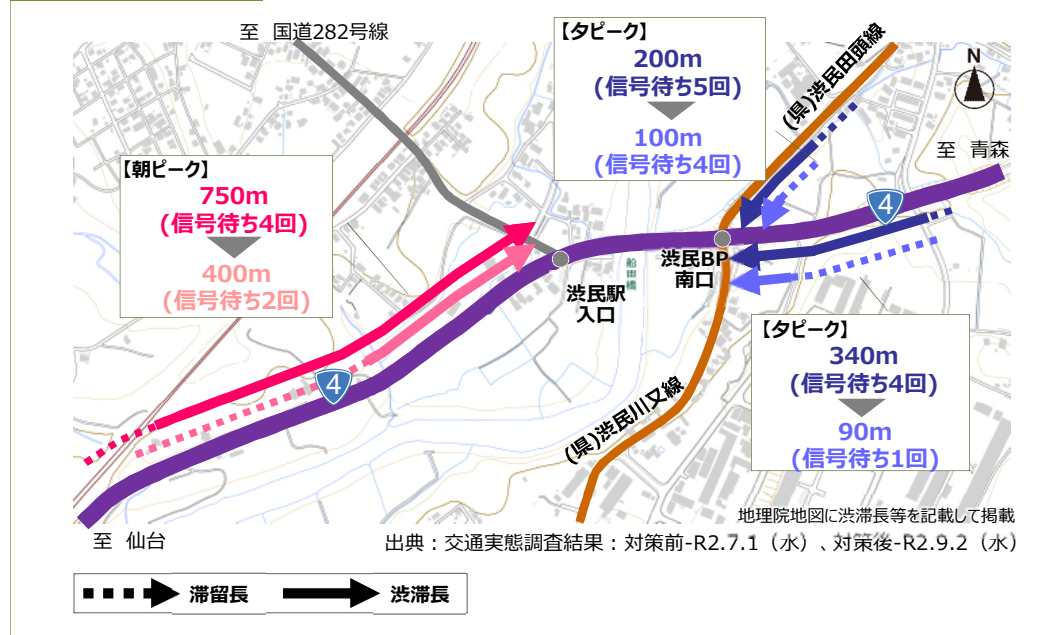 至 国道282号線
【夕ピーク】
200m
(信号待ち5回)
100m
(信号待ち4回)
(県)渋民田頭線
N
至 青森
【朝ピーク】
750m
(信号待ち4回)
400m
(信号待ち2回)
4
渋民BP
南口
船田橋
渋民駅
入口
【夕ピーク】
340m
(信号待ち4回)
90m
(信号待ち1回)
4
(県)渋民川又線
地理院地図に渋滞長等を記載して掲載
至 仙台
出典：交通実態調査結果：対策前-R2.7.1（水）、対策後-R2.9.2（水）
滞留長
渋滞長